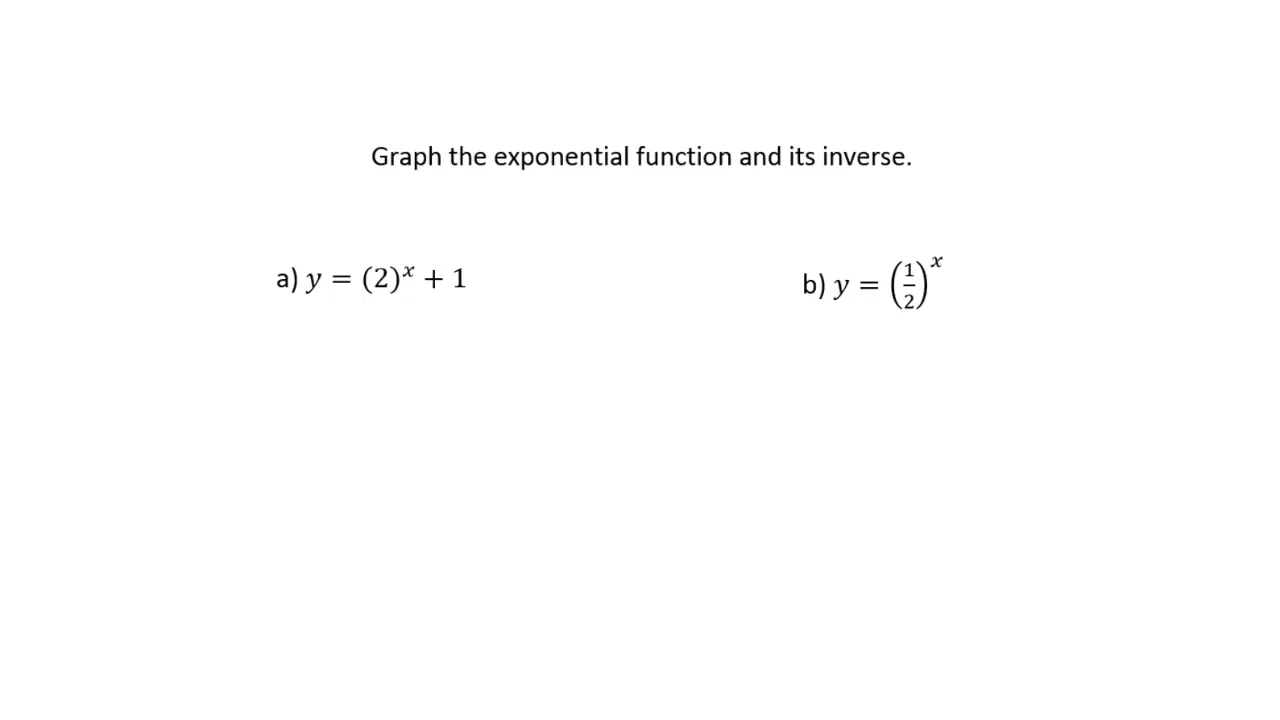 Graph the exponential function and its inverse.
a) y = (2)ˣ + 1
b) y = (1/2)ˣ